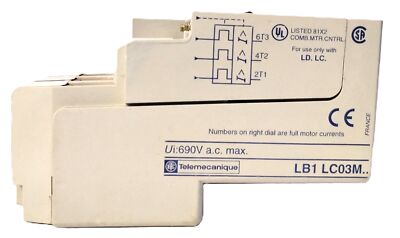 6T3
4T2
2T1
UL
LISTED 81X2
COMB.MTR.CNTRL.
For use only with
LD. LC.
CE
FRANCE
Numbers on right dial are full motor currents
Ui:690V a.c. max.
Telemecanique
LB1 LC03M..